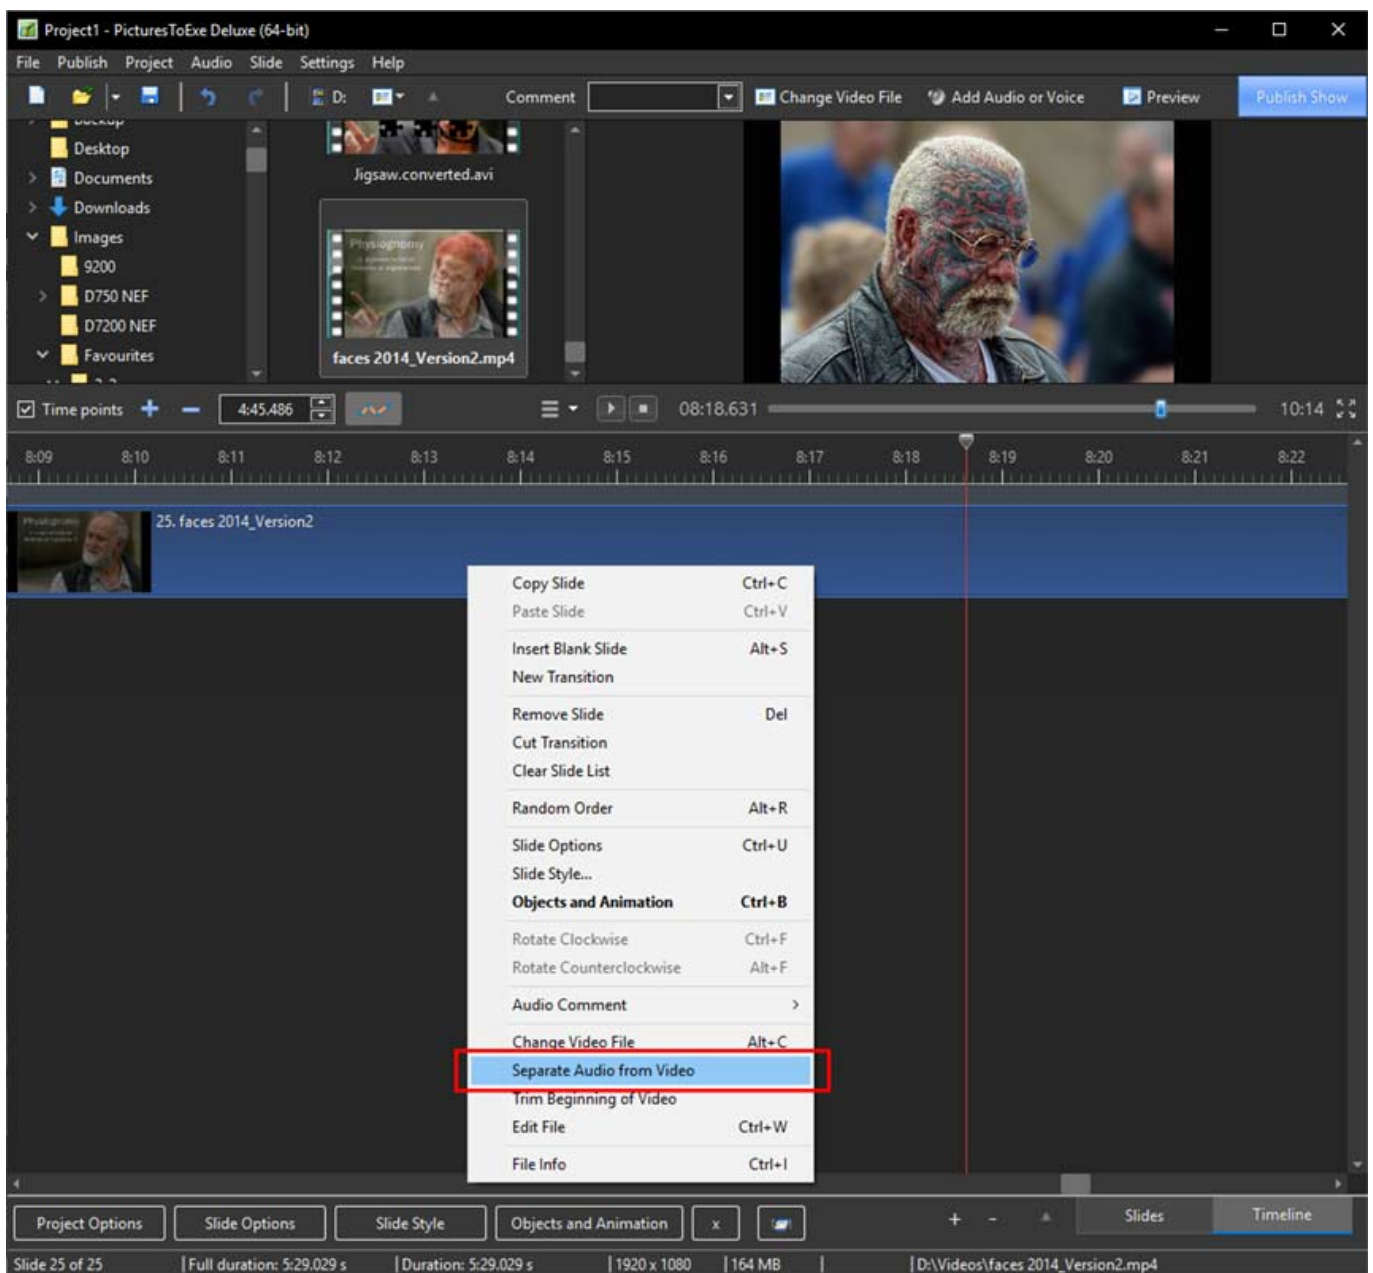 Project1 - PicturesToExe Deluxe (64-bit)
File Publish Project Audio Slide Settings Help
D: Comment Change Video File Add Audio or Voice Preview Publish Show
Backup
Desktop
Documents
Downloads
Images
9200
D750 NEF
D7200 NEF
Favourites
Jigsaw.converted.avi
Physiognomy
faces 2014_Version2.mp4
Time points 4:45.486 08:18.631 10:14
8:09 8:10 8:11 8:12 8:13 8:14 8:15 8:16 8:17 8:18 8:19 8:20 8:21 8:22
25. faces 2014_Version2
Copy Slide Ctrl+C
Paste Slide Ctrl+V
Insert Blank Slide Alt+S
New Transition
Remove Slide Del
Cut Transition
Clear Slide List
Random Order Alt+R
Slide Options Ctrl+U
Slide Style...
Objects and Animation Ctrl+B
Rotate Clockwise Ctrl+F
Rotate Counterclockwise Alt+F
Audio Comment
Change Video File Alt+C
Separate Audio from Video
Trim Beginning of Video
Edit File Ctrl+W
File Info Ctrl+I
Project Options Slide Options Slide Style Objects and Animation x + - Slides Timeline
Slide 25 of 25 Full duration: 5:29.029 s Duration: 5:29.029 s 1920 x 1080 164 MB D:\Videos\faces 2014_Version2.mp4